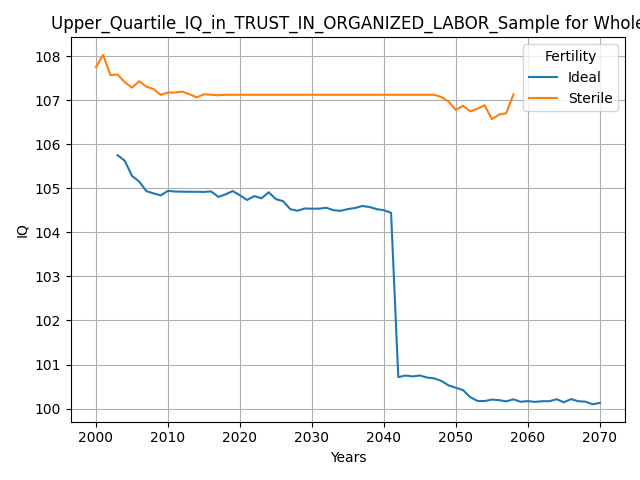 Upper_Quartile_IQ_in_TRUST_IN_ORGANIZED_LABOR_Sample for Whole
Fertility
Ideal
Sterile
IQ
108
107
106
105
104
103
102
101
100
2000
2010
2020
2030
2040
2050
2060
2070
Years